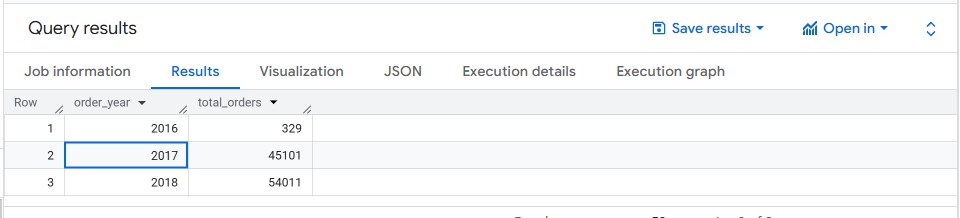 Query results Save results Open in
Job information Results Visualization JSON Execution details Execution graph
Row order_year total_orders
1 2016 329
2 2017 45101
3 2018 54011